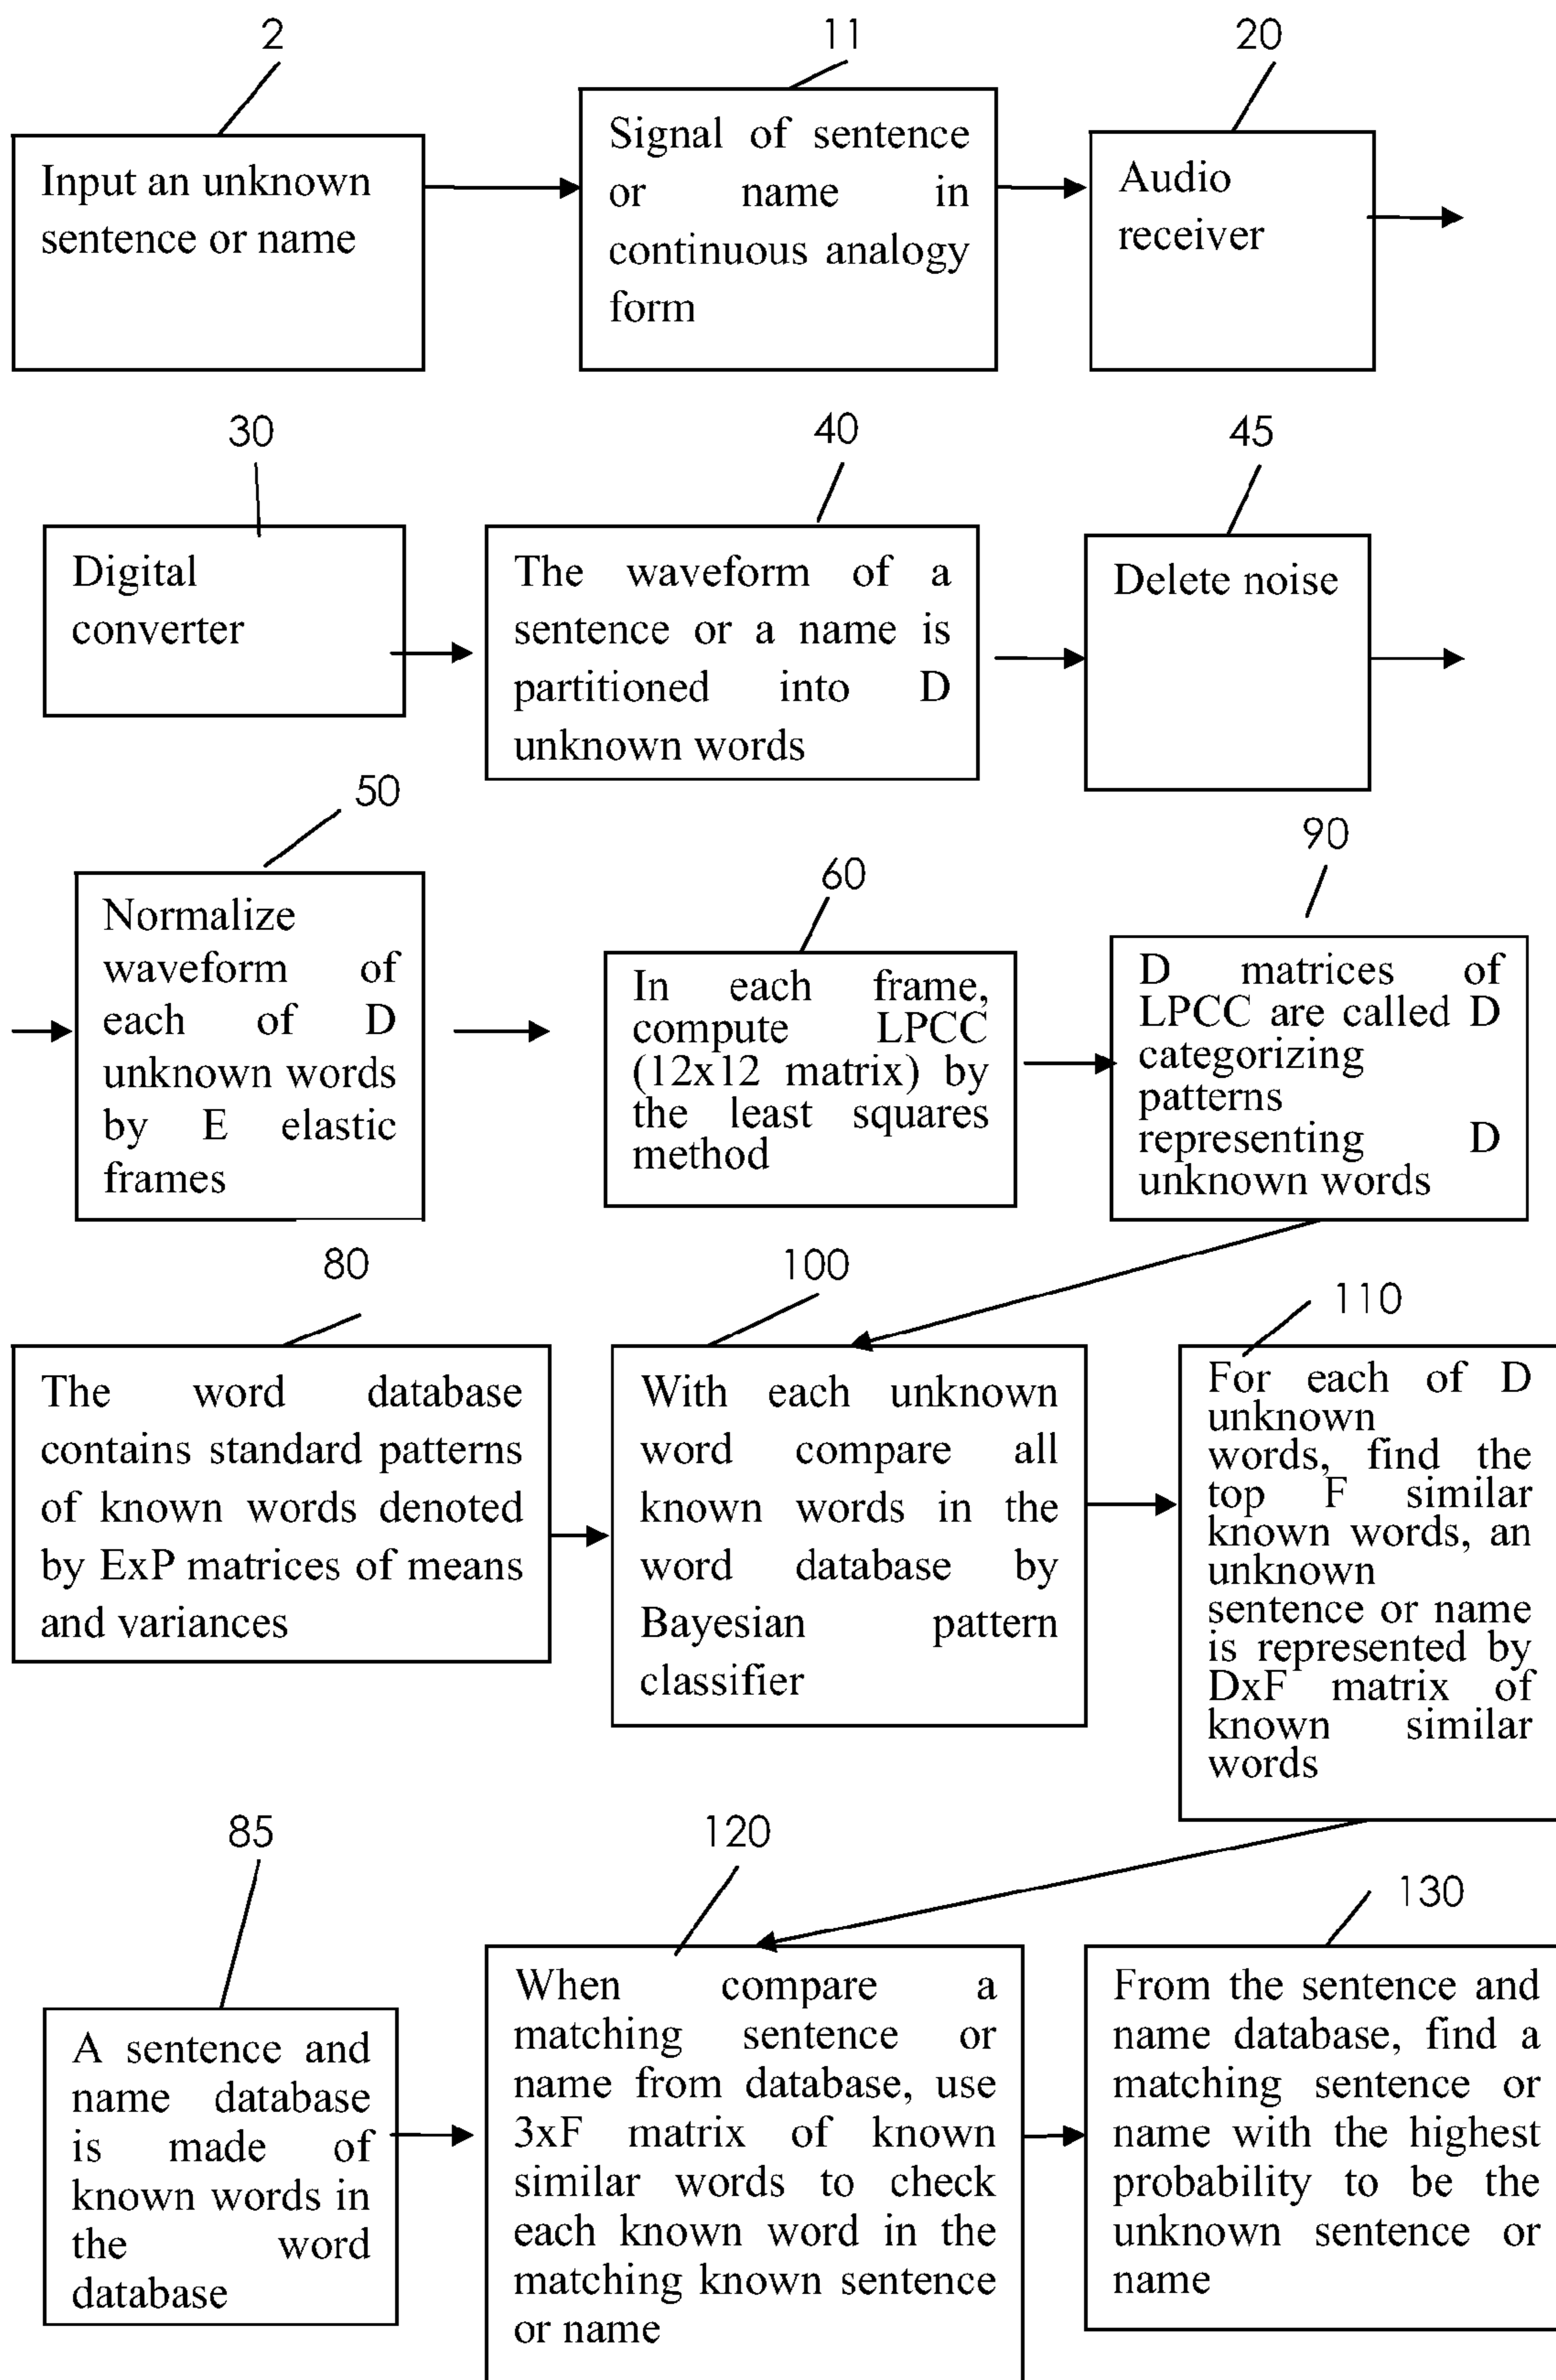 2
Input an unknown
sentence or name
11
Signal of sentence
or name in
continuous analogy
form
20
Audio
receiver
30
Digital
converter
40
The waveform of a
sentence or a name is
partitioned into D
unknown words
45
Delete noise
50
Normalize
waveform of
each of D
unknown words
by E elastic
frames
60
In each frame,
compute LPCC
(12x12 matrix) by
the least squares
method
90
D matrices of
LPCC are called D
categorizing
patterns
representing D
unknown words
80
The word database
contains standard patterns
of known words denoted
by ExP matrices of means
and variances
100
With each unknown
word compare all
known words in the
word database by
Bayesian pattern
classifier
110
For each of D
unknown
words, find the
top F similar
known words, an
unknown
sentence or name
is represented by
DxF matrix of
known similar
words
85
A sentence and
name database
is made of
known words in
the word
database
120
When compare a
matching sentence or
name from database, use
3xF matrix of known
similar words to check
each known word in the
matching known sentence
or name
130
From the sentence and
name database, find a
matching sentence or
name with the highest
probability to be the
unknown sentence or
name